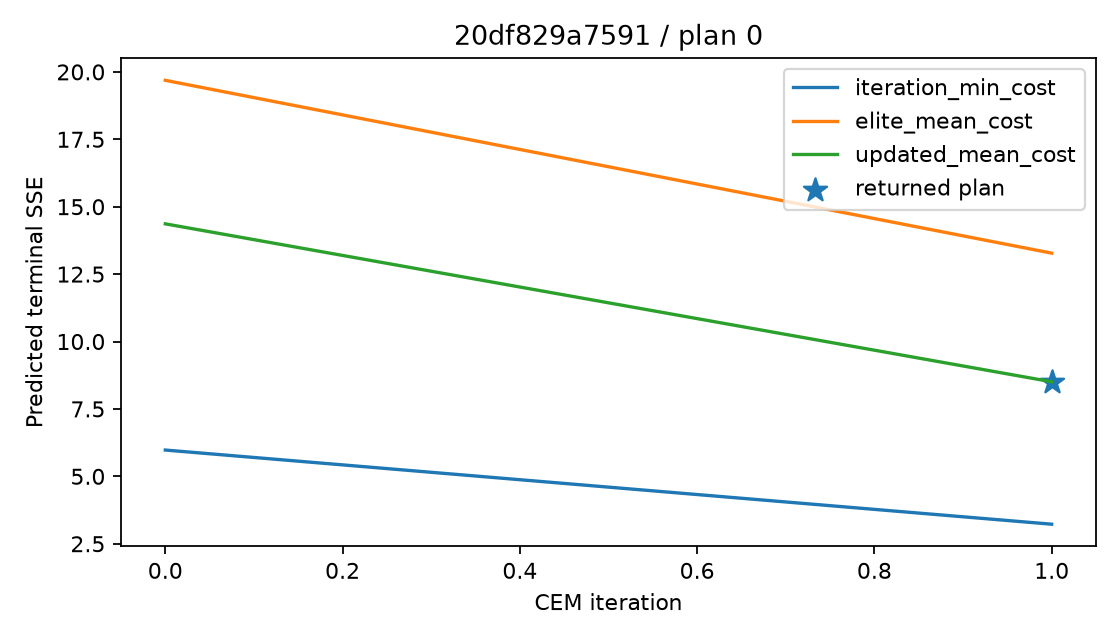 20df829a7591 / plan 0
iteration_min_cost
elite_mean_cost
updated_mean_cost
returned plan
Predicted terminal SSE
20.0
17.5
15.0
12.5
10.0
7.5
5.0
2.5
0.0 0.2 0.4 0.6 0.8 1.0
CEM iteration